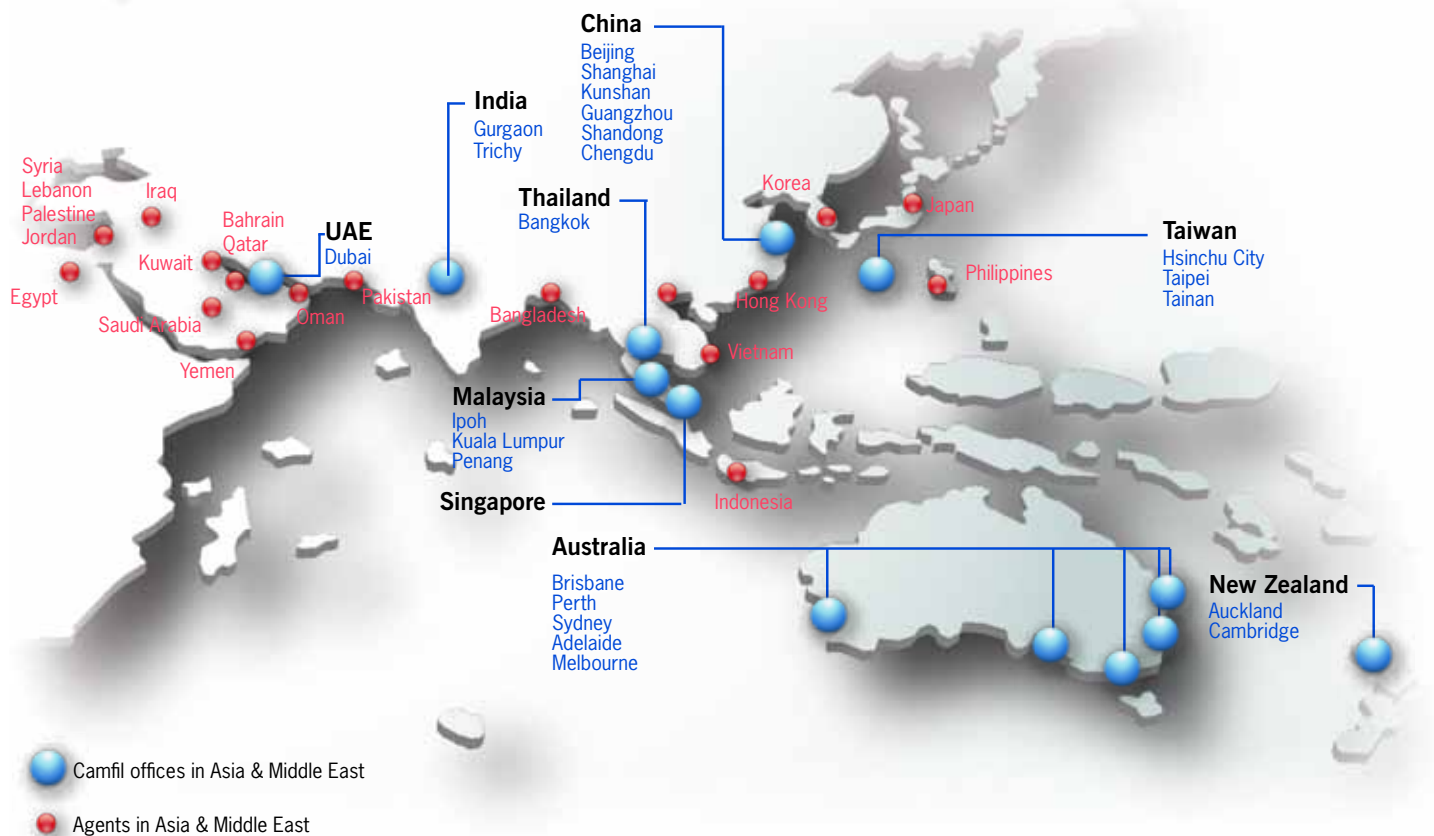 China
Beijing
Shanghai
Kunshan
Guangzhou
Shandong
Chengdu
India
Gurgaon
Trichy
Syria
Lebanon
Palestine
Jordan
Iraq
Bahrain
Qatar
Kuwait
UAE
Dubai
Egypt
Saudi Arabia
Yemen
Oman
Pakistan
Thailand
Bangkok
Bangladesh
Korea
Japan
Taiwan
Hsinchu City
Taipei
Tainan
Philippines
Hong Kong
Vietnam
Malaysia
Ipoh
Kuala Lumpur
Penang
Singapore
Indonesia
Australia
Brisbane
Perth
Sydney
Adelaide
Melbourne
New Zealand
Auckland
Cambridge
Camfil offices in Asia & Middle East
Agents in Asia & Middle East